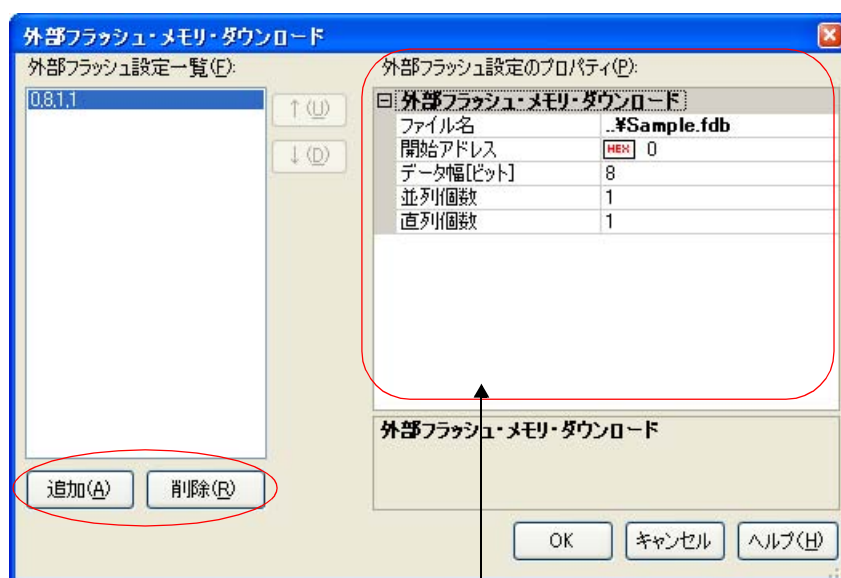 外部フラッシュ・メモリ・ダウンロード
外部フラッシュ設定一覧(F):
0,8,1,1
↑(U)
↓(D)
追加(A)
削除(R)
外部フラッシュ設定のプロパティ(P):
外部フラッシュ・メモリ・ダウンロード
ファイル名 ..¥Sample.fdb
開始アドレス HEX 0
データ幅[ビット] 8
並列個数 1
直列個数 1
外部フラッシュ・メモリ・ダウンロード
OK
キャンセル
ヘルプ(H)